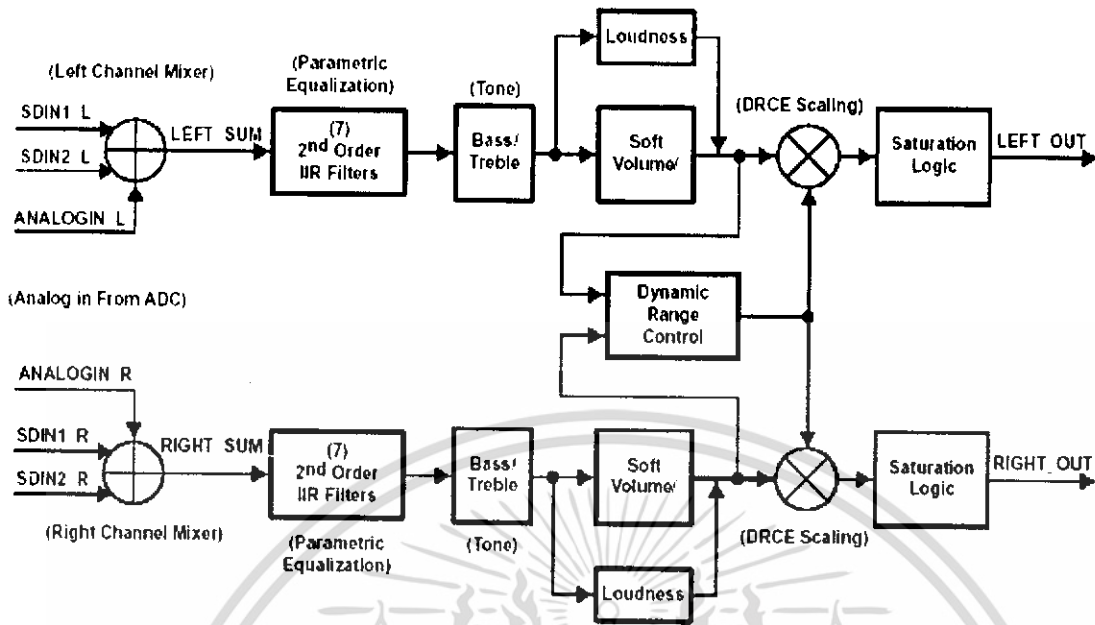 Loudness
(Left Channel Mixer)
(Parametric
Equalization)
(Tone)
(DRCE Scaling)
SDIN1 L
SDIN2 L
ANALOGIN L
LEFT SUM
(7)
2nd Order
IIR Filters
Bass/
Treble
Soft
Volume/
Saturation
Logic
LEFT OUT
(Analog in From ADC)
Dynamic
Range
Control
ANALOGIN R
SDIN1 R
SDIN2 R
RIGHT SUM
(7)
2nd Order
IIR Filters
Bass/
Treble
Soft
Volume/
Saturation
Logic
RIGHT_OUT
(Right Channel Mixer)
(Parametric
Equalization)
(Tone)
(DRCE Scaling)
Loudness